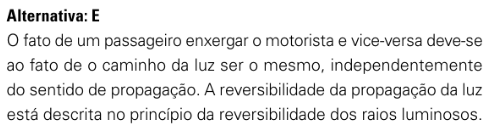 Alternativa: E
O fato de um passageiro enxergar o motorista e vice-versa deve-se
ao fato de o caminho da luz ser o mesmo, independentemente
do sentido de propagação. A reversibilidade da propagação da luz
está descrita no princípio da reversibilidade dos raios luminosos.